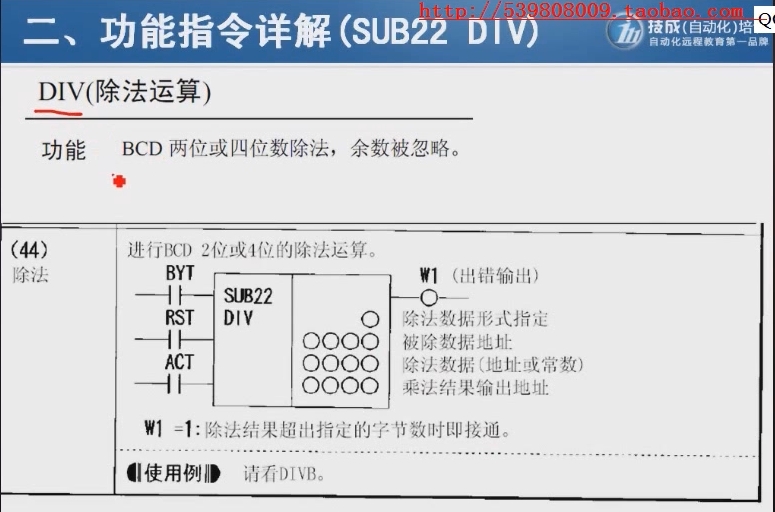 http://539808009.taobao.com
二、功能指令详解(SUB22 DIV)
技成(自动化)培
自动化远程教育第一品牌
DIV(除法运算)
功能 BCD 两位或四位数除法，余数被忽略。
(44)
除法
进行BCD 2位或4位的除法运算。
BYT
RST
ACT
SUB22
DIV
W1 (出错输出)
除法数据形式指定
被除数据地址
除法数据(地址或常数)
乘法结果输出地址
W1 =1:除法结果超出指定的字节数时即接通。
使用例 请看DIVB。